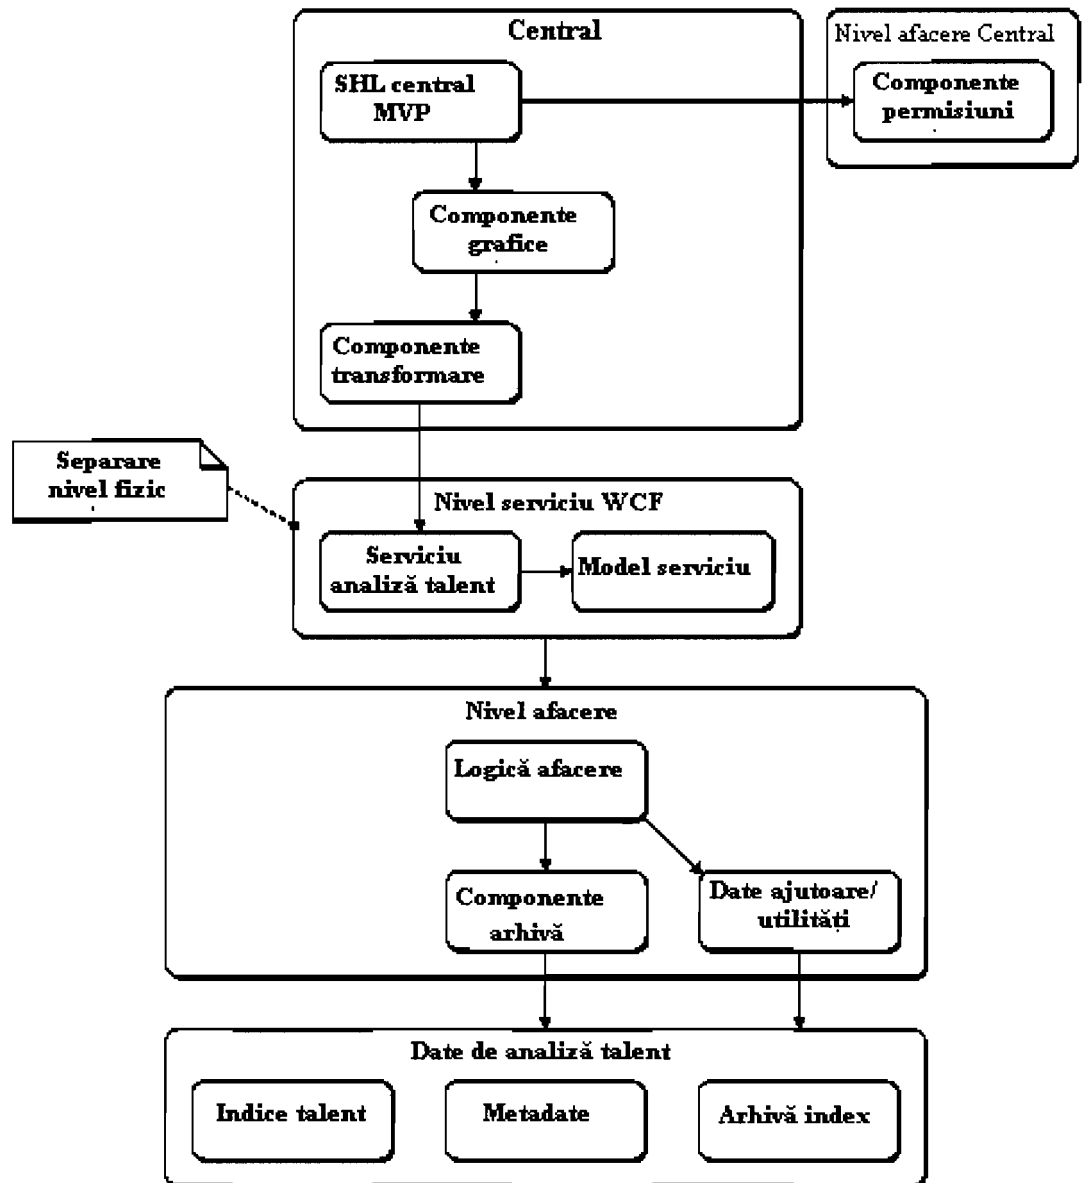 Central
Nivel afacere Central
SHL central
MVP
Componente
permisiuni
Componente
grafice
Componente
transformare
Separare
nivel fizic
Nivel serviciu WCF
Serviciu
analiză talent
Model serviciu
Nivel afacere
Logică afacere
Componente
arhivă
Date ajutoare/
utilități
Date de analiză talent
Indice talent
Metadate
Arhivă index